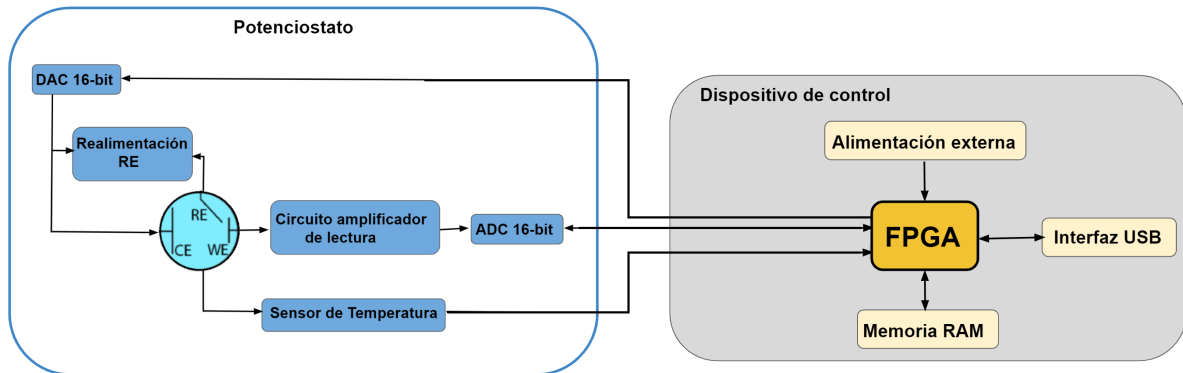 Potenciostato
DAC 16-bit
Realimentación
RE
RE
CE
WE
Circuito amplificador
de lectura
ADC 16-bit
Sensor de Temperatura
Dispositivo de control
Alimentación externa
FPGA
Interfaz USB
Memoria RAM